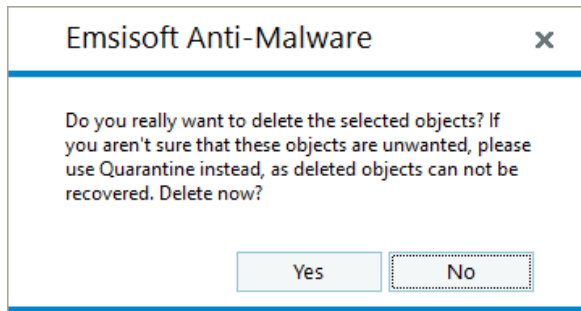 Emsisoft Anti-Malware
Do you really want to delete the selected objects? If
you aren't sure that these objects are unwanted, please
use Quarantine instead, as deleted objects can not be
recovered. Delete now?
Yes No